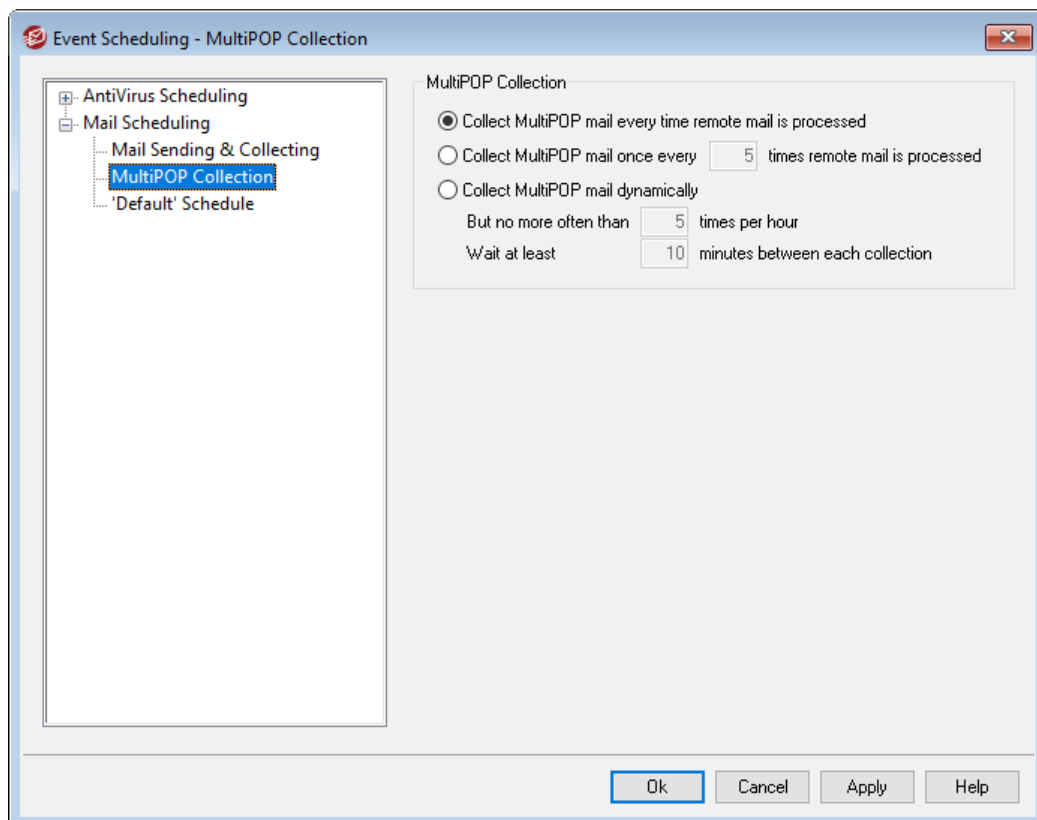 Event Scheduling - MultiPOP Collection
AntiVirus Scheduling
Mail Scheduling
Mail Sending & Collecting
MultiPOP Collection
'Default' Schedule
MultiPOP Collection
Collect MultiPOP mail every time remote mail is processed
Collect MultiPOP mail once every 5 times remote mail is processed
Collect MultiPOP mail dynamically
But no more often than 5 times per hour
Wait at least 10 minutes between each collection
Ok Cancel Apply Help